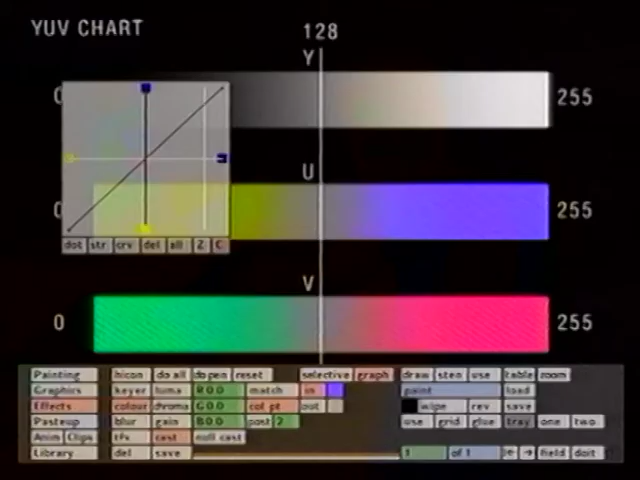 YUV CHART
128
Y
0
255
U
0
255
V
0
255
dot str crv del all Z C
Painting hicon do all do pen reset selective graph draw sten use table zoom
Graphics keyer luma R 0 0 match in paint load
Effects colour chroma G 0 0 col pt out wipe rev save
Pasteup blur gain B 0 0 post 2 use grid glue tray one two
Anim Clips tfx cast null cast
Library del save 1 of 1 field doit